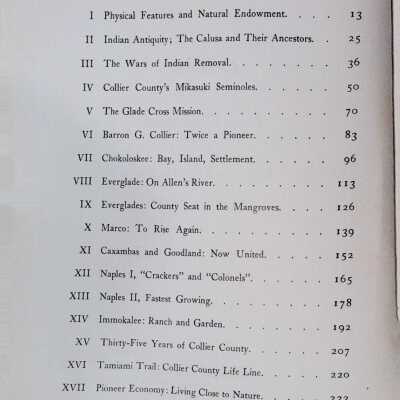 I Physical Features and Natural Endowment. . . . 13
II Indian Antiquity; The Calusa and Their Ancestors. . 25
III The Wars of Indian Removal. . . . . . . . 36
IV Collier County's Mikasuki Seminoles. . . . . . 50
V The Glade Cross Mission. . . . . . . . . 70
VI Barron G. Collier: Twice a Pioneer. . . . . . 83
VII Chokoloskee: Bay, Island, Settlement. . . . . . 96
VIII Everglade: On Allen's River. . . . . . . . 113
IX Everglades: County Seat in the Mangroves. . . . . 126
X Marco: To Rise Again. . . . . . . . . 139
XI Caxambas and Goodland: Now United. . . . . 152
XII Naples I, "Crackers" and "Colonels". . . . . . 165
XIII Naples II, Fastest Growing. . . . . . . . 178
XIV Immokalee: Ranch and Garden. . . . . . . 192
XV Thirty-Five Years of Collier County. . . . . . 207
XVI Tamiami Trail: Collier County Life Line. . . . . 220
XVII Pioneer Economy: Living Close to Nature. . . . .